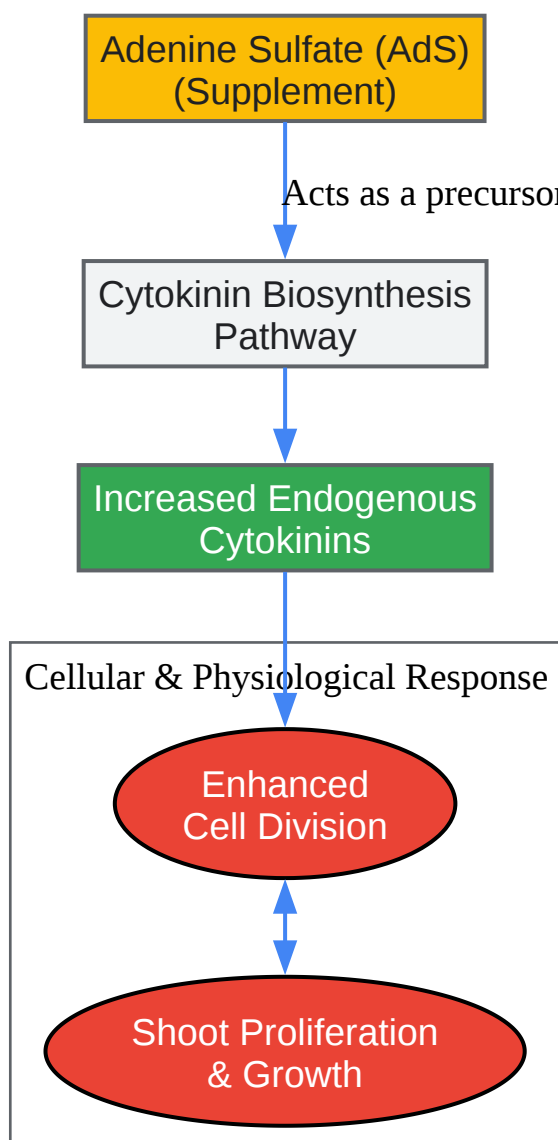 Adenine Sulfate (AdS)
(Supplement)
Acts as a precursor
Cytokinin Biosynthesis
Pathway
Increased Endogenous
Cytokinins
Cellular & Physiological Response
Enhanced
Cell Division
Shoot Proliferation
& Growth